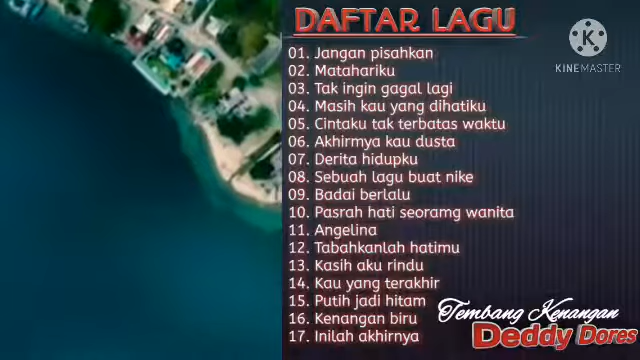 DAFTAR LAGU
KINEMASTER
01. Jangan pisahkan
02. Matahariku
03. Tak ingin gagal lagi
04. Masih kau yang dihatiku
05. Cintaku tak terbatas waktu
06. Akhirmya kau dusta
07. Derita hidupku
08. Sebuah lagu buat nike
09. Badai berlalu
10. Pasrah hati seoramg wanita
11. Angelina
12. Tabahkanlah hatimu
13. Kasih aku rindu
14. Kau yang terakhir
15. Putih jadi hitam
16. Kenangan biru
17. Inilah akhirnya
Tembang Kenangan
Deddy Dores